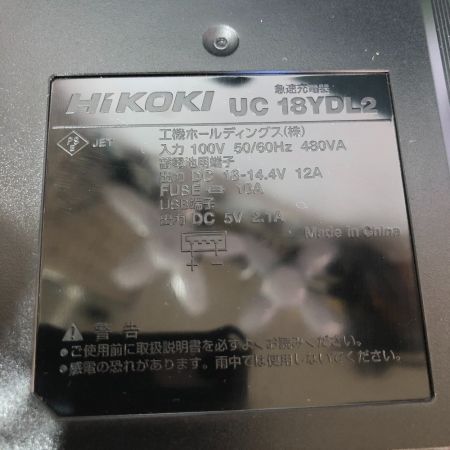 急速充電器
HiKOKI UC 18YDL2
PSE JET
工機ホールディングス(株)
入力 100V 50/60Hz 480VA
蓄電池用端子
出力 DC 18-14.4V 12A
FUSE 15A
USB端子
出力 DC 5V 2.1A
Made in China
+ −
⚠ 警告
●ご使用前に取扱説明書を必ずよくお読みください。
●感電の恐れがあります。雨中では使用しないでください。